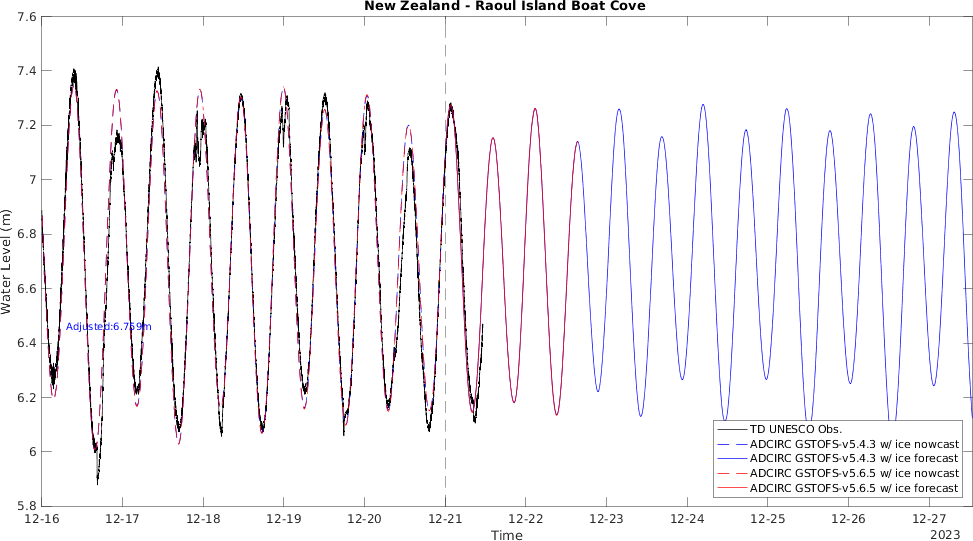 New Zealand - Raoul Island Boat Cove
7.6
7.4
7.2
7
6.8
6.6
6.4
6.2
6
5.8
Water Level (m)
Adjusted:6.759m
TD UNESCO Obs.
ADCIRC GSTOFS-v5.4.3 w/ ice nowcast
ADCIRC GSTOFS-v5.4.3 w/ ice forecast
ADCIRC GSTOFS-v5.6.5 w/ ice nowcast
ADCIRC GSTOFS-v5.6.5 w/ ice forecast
12-16 12-17 12-18 12-19 12-20 12-21 12-22 12-23 12-24 12-25 12-26 12-27
Time
2023